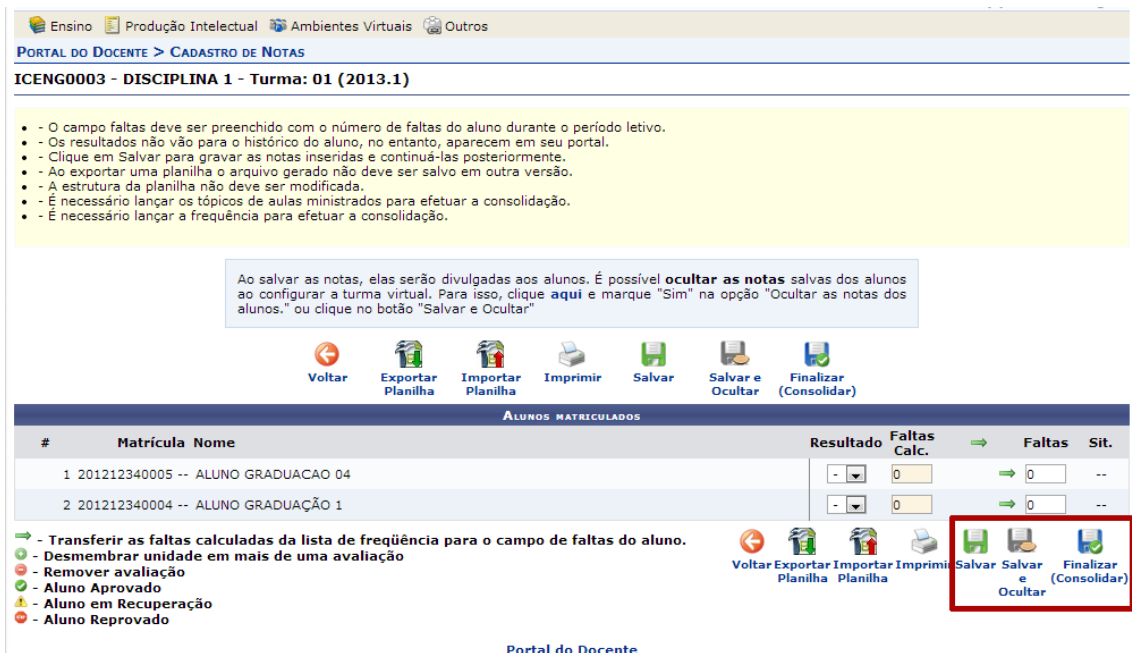 Ensino Produção Intelectual Ambientes Virtuais Outros
PORTAL DO DOCENTE > CADASTRO DE NOTAS
ICENG0003 - DISCIPLINA 1 - Turma: 01 (2013.1)
- O campo faltas deve ser preenchido com o número de faltas do aluno durante o período letivo.
- Os resultados não vão para o histórico do aluno, no entanto, aparecem em seu portal.
- Clique em Salvar para gravar as notas inseridas e continuá-las posteriormente.
- Ao exportar uma planilha o arquivo gerado não deve ser salvo em outra versão.
- A estrutura da planilha não deve ser modificada.
- É necessário lançar os tópicos de aulas ministrados para efetuar a consolidação.
- É necessário lançar a frequência para efetuar a consolidação.
Ao salvar as notas, elas serão divulgadas aos alunos. É possível ocultar as notas salvas dos alunos
ao configurar a turma virtual. Para isso, clique aqui e marque "Sim" na opção "Ocultar as notas dos
alunos." ou clique no botão "Salvar e Ocultar"
Voltar Exportar Planilha Importar Planilha Imprimir Salvar Salvar e Ocultar Finalizar (Consolidar)
ALUNOS MATRICULADOS
# Matrícula Nome Resultado Faltas Calc. Faltas Sit.
1 201212340005 -- ALUNO GRADUACAO 04 - 0 0 --
2 201212340004 -- ALUNO GRADUAÇÃO 1 - 0 0 --
- Transferir as faltas calculadas da lista de freqüência para o campo de faltas do aluno.
- Desmembrar unidade em mais de uma avaliação
- Remover avaliação
- Aluno Aprovado
- Aluno em Recuperação
- Aluno Reprovado
Voltar Exportar Planilha Importar Planilha Imprimir Salvar Salvar e Ocultar Finalizar (Consolidar)
Portal do Docente